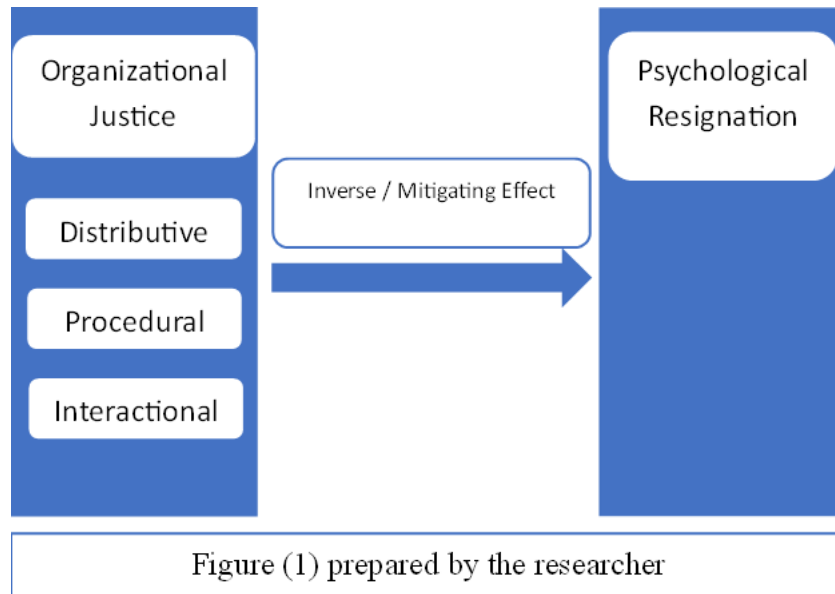 Organizational
Justice
Distributive
Procedural
Interactional
Inverse / Mitigating Effect
Psychological
Resignation
Figure (1) prepared by the researcher